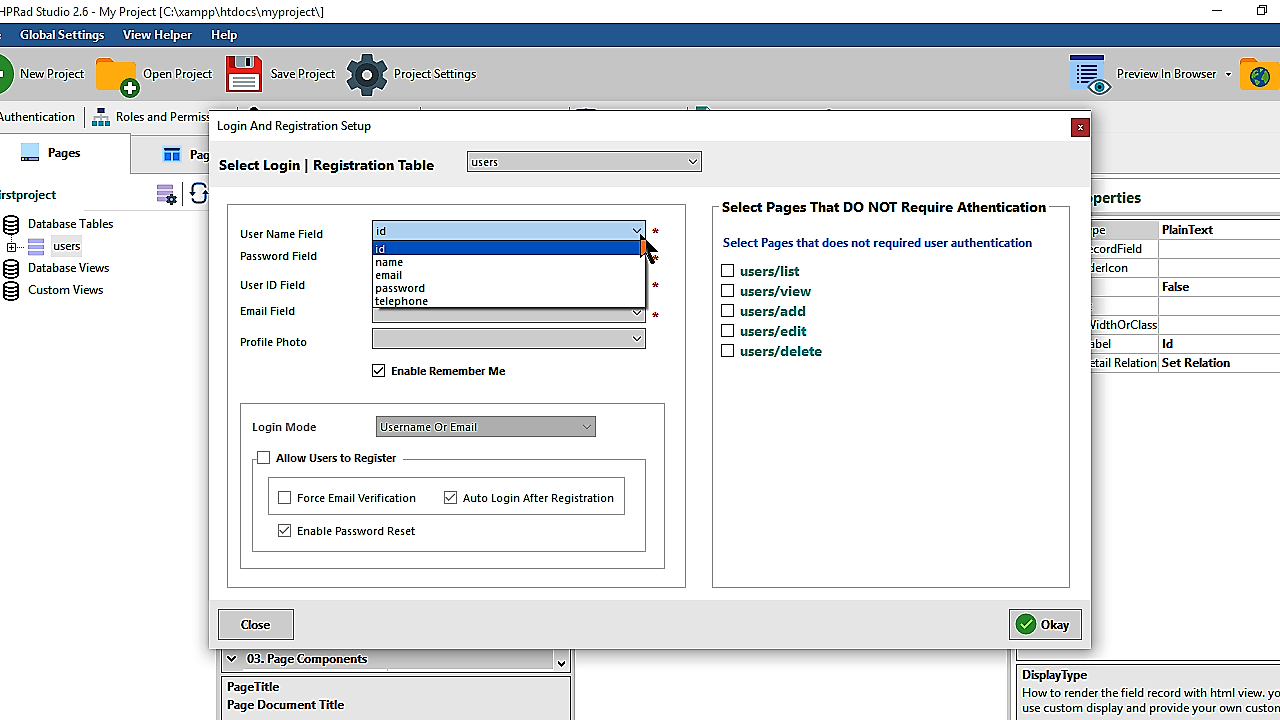 HPRad Studio 2.6 - My Project [C:\xampp\htdocs\myproject\]
Global Settings View Helper Help
New Project Open Project Save Project Project Settings Preview In Browser
Authentication Roles and Permiss
Login And Registration Setup
x
Pages Pag
Select Login | Registration Table users
irstproject
Database Tables
users
Database Views
Custom Views
User Name Field id *
id
name
email
password
telephone
Password Field *
User ID Field *
Email Field *
Profile Photo
Enable Remember Me
Login Mode Username Or Email
Allow Users to Register
Force Email Verification Auto Login After Registration
Enable Password Reset
Select Pages That DO NOT Require Athentication
Select Pages that does not required user authentication
users/list
users/view
users/add
users/edit
users/delete
Close Okay
perties
ype PlainText
cordField
derIcon
False
WidthOrClass
abel Id
etail Relation Set Relation
03. Page Components
PageTitle
Page Document Title
DisplayType
How to render the field record with html view. yo
use custom display and provide your own custon